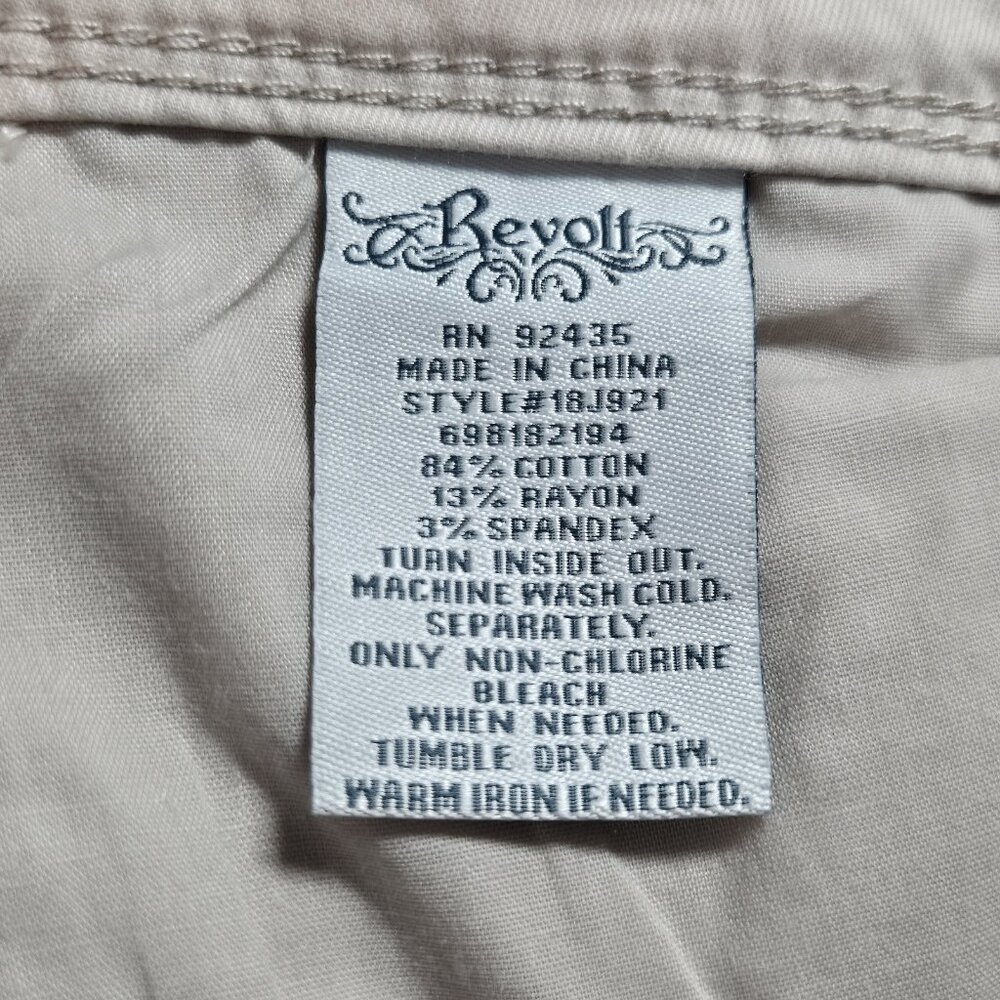 Revolt
RN 92435
MADE IN CHINA
STYLE#18J921
698182194
84% COTTON
13% RAYON
3% SPANDEX
TURN INSIDE OUT.
MACHINE WASH COLD.
SEPARATELY.
ONLY NON-CHLORINE
BLEACH
WHEN NEEDED.
TUMBLE DRY LOW.
WARM IRON IF NEEDED.